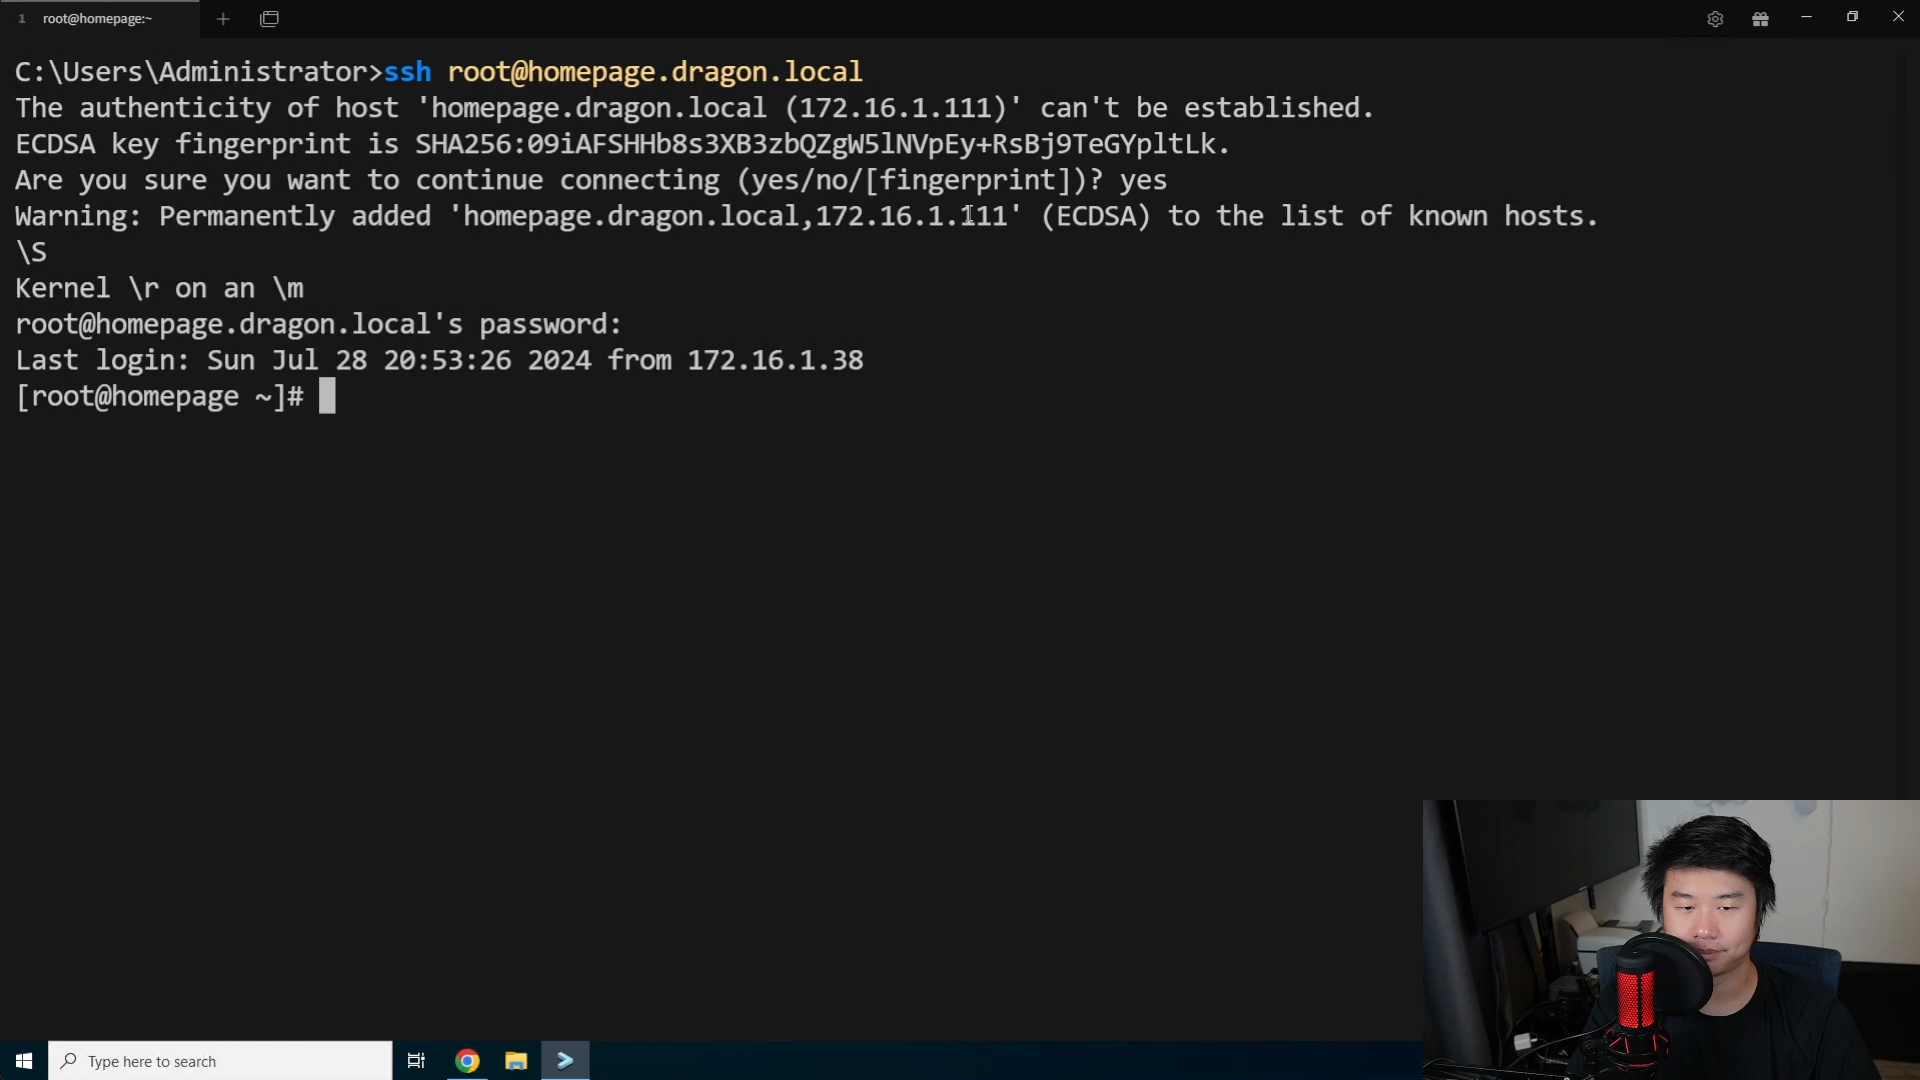 1 root@homepage:~
C:\Users\Administrator>ssh root@homepage.dragon.local
The authenticity of host 'homepage.dragon.local (172.16.1.111)' can't be established.
ECDSA key fingerprint is SHA256:09iAFSHHb8s3XB3zbQZgW5lNVpEy+RsBj9TeGYpltLk.
Are you sure you want to continue connecting (yes/no/[fingerprint])? yes
Warning: Permanently added 'homepage.dragon.local,172.16.1.111' (ECDSA) to the list of known hosts.
\S
Kernel \r on an \m
root@homepage.dragon.local's password:
Last login: Sun Jul 28 20:53:26 2024 from 172.16.1.38
[root@homepage ~]#
Type here to search